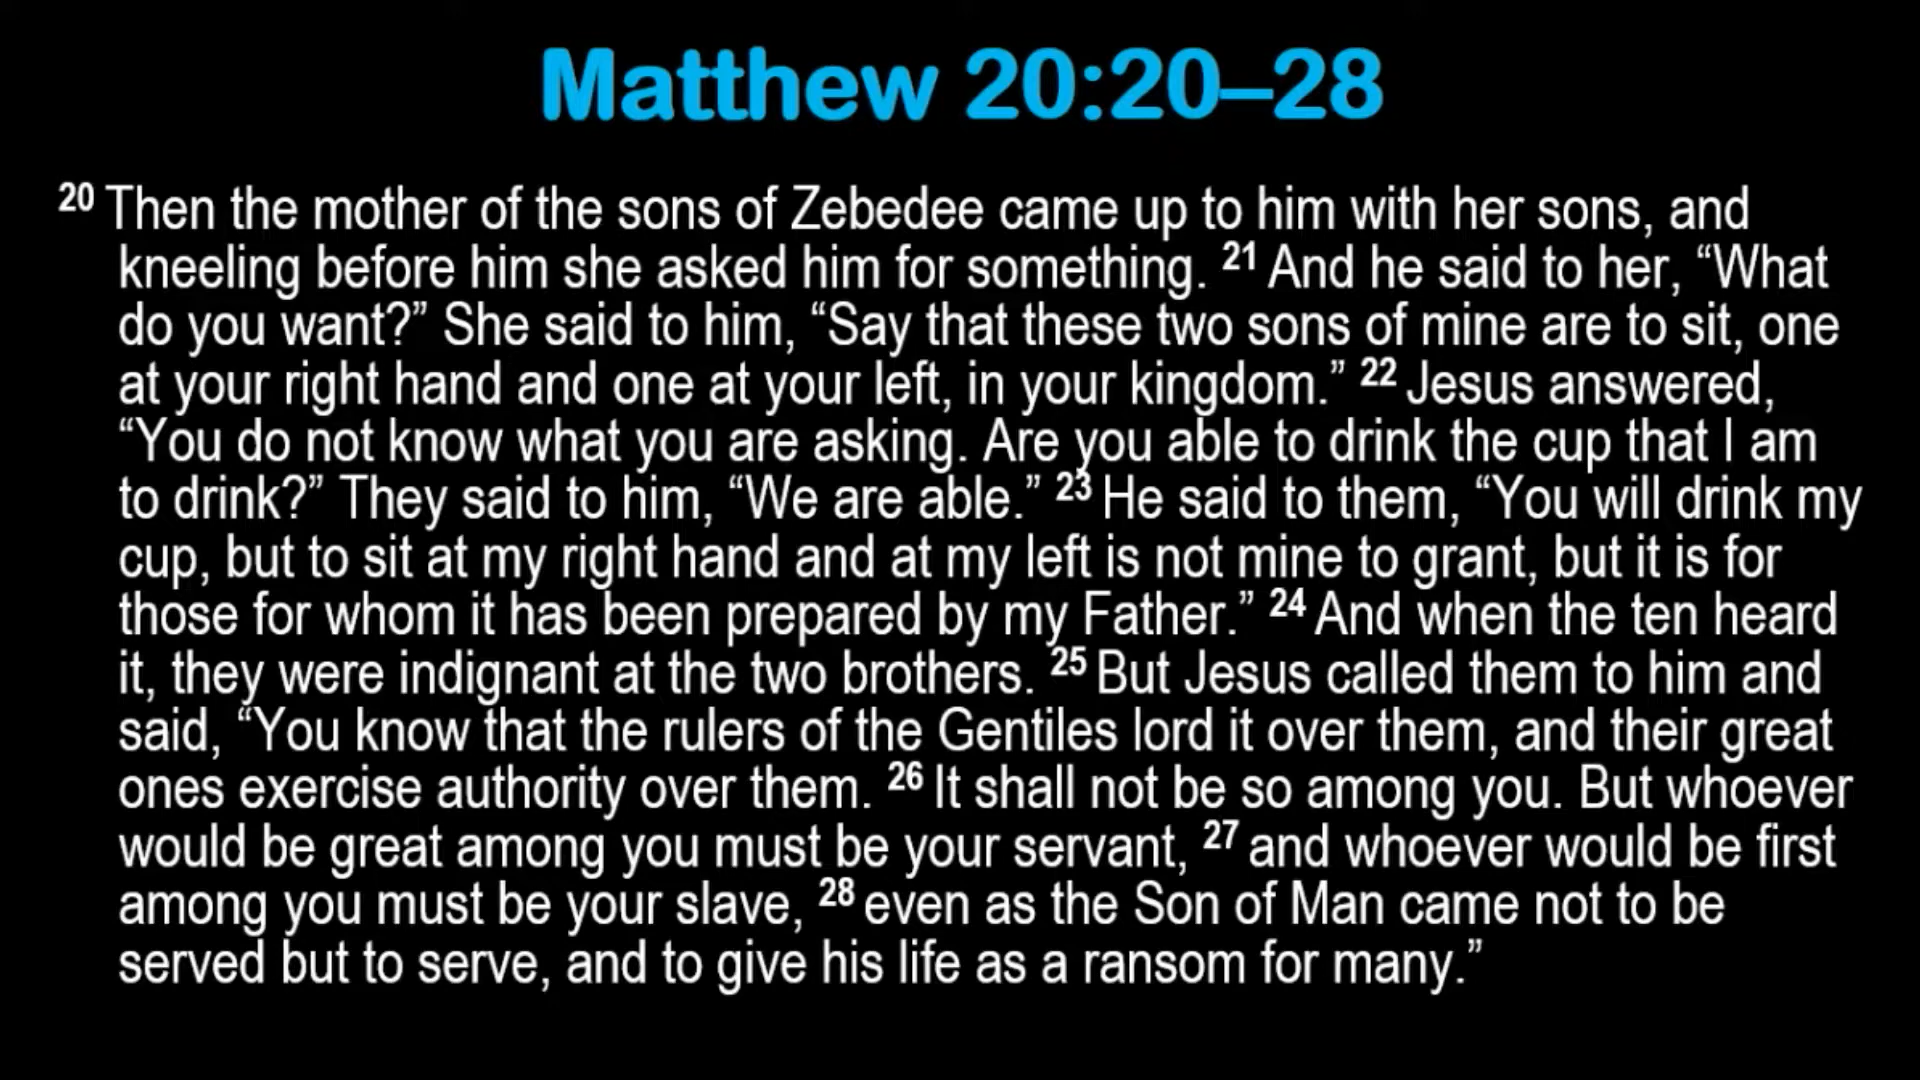 Matthew 20:20–28
20 Then the mother of the sons of Zebedee came up to him with her sons, and
kneeling before him she asked him for something. 21 And he said to her, “What
do you want?” She said to him, “Say that these two sons of mine are to sit, one
at your right hand and one at your left, in your kingdom.” 22 Jesus answered,
“You do not know what you are asking. Are you able to drink the cup that I am
to drink?” They said to him, “We are able.” 23 He said to them, “You will drink my
cup, but to sit at my right hand and at my left is not mine to grant, but it is for
those for whom it has been prepared by my Father.” 24 And when the ten heard
it, they were indignant at the two brothers. 25 But Jesus called them to him and
said, “You know that the rulers of the Gentiles lord it over them, and their great
ones exercise authority over them. 26 It shall not be so among you. But whoever
would be great among you must be your servant, 27 and whoever would be first
among you must be your slave, 28 even as the Son of Man came not to be
served but to serve, and to give his life as a ransom for many.”